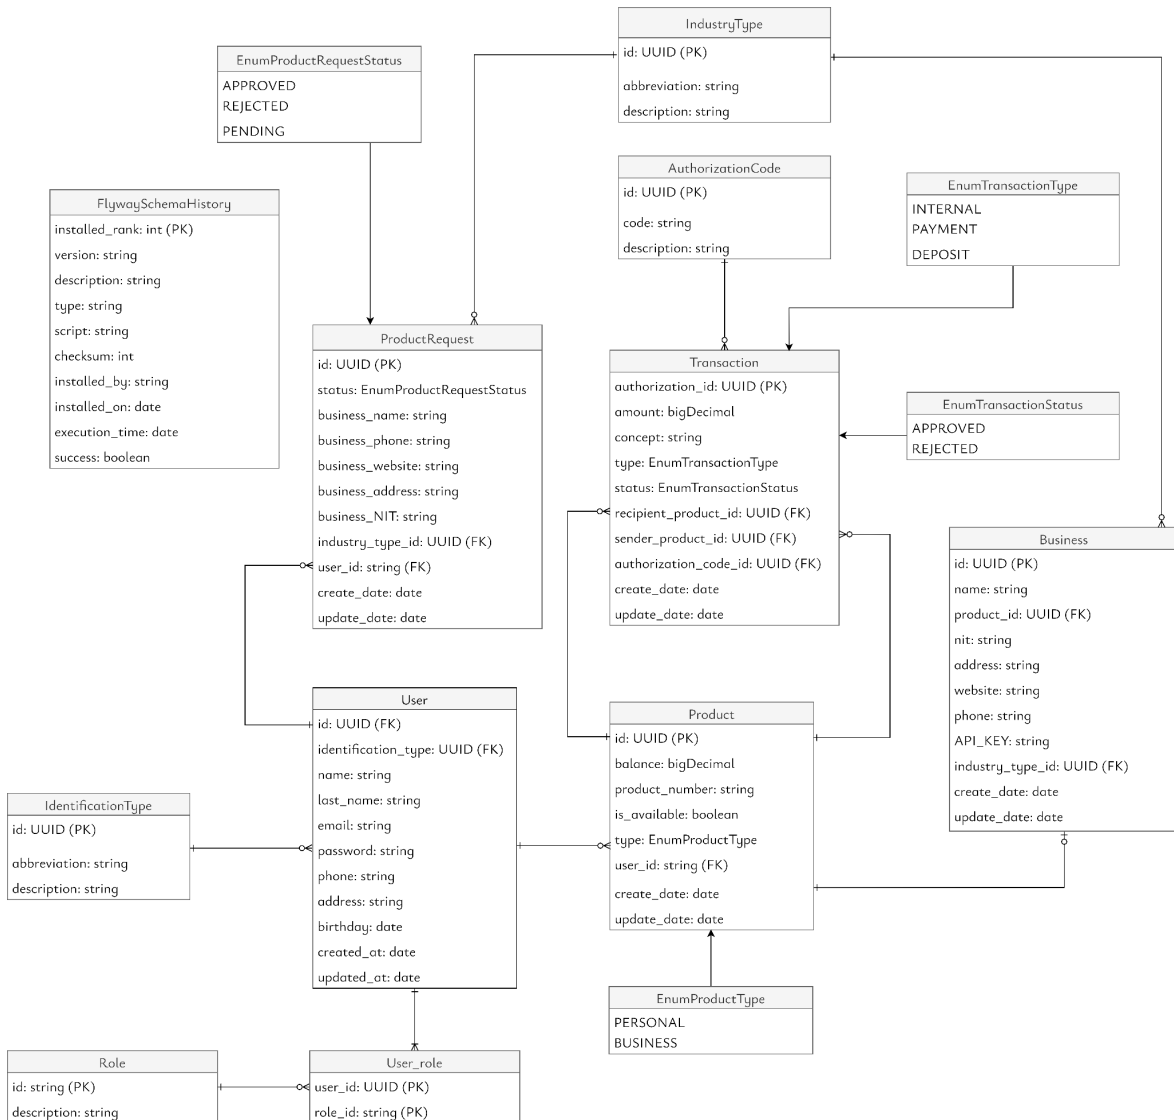 IndustryType
id: UUID (PK)
abbreviation: string
description: string
EnumProductRequestStatus
APPROVED
REJECTED
PENDING
AuthorizationCode
id: UUID (PK)
code: string
description: string
EnumTransactionType
INTERNAL
PAYMENT
DEPOSIT
FlywaySchemaHistory
installed_rank: int (PK)
version: string
description: string
type: string
script: string
checksum: int
installed_by: string
installed_on: date
execution_time: date
success: boolean
ProductRequest
id: UUID (PK)
status: EnumProductRequestStatus
business_name: string
business_phone: string
business_website: string
business_address: string
business_NIT: string
industry_type_id: UUID (FK)
user_id: string (FK)
create_date: date
update_date: date
Transaction
authorization_id: UUID (PK)
amount: bigDecimal
concept: string
type: EnumTransactionType
status: EnumTransactionStatus
recipient_product_id: UUID (FK)
sender_product_id: UUID (FK)
authorization_code_id: UUID (FK)
create_date: date
update_date: date
EnumTransactionStatus
APPROVED
REJECTED
Business
id: UUID (PK)
name: string
product_id: UUID (FK)
nit: string
address: string
website: string
phone: string
API_KEY: string
industry_type_id: UUID (FK)
create_date: date
update_date: date
User
id: UUID (FK)
identification_type: UUID (FK)
name: string
last_name: string
email: string
password: string
phone: string
address: string
birthday: date
created_at: date
updated_at: date
Product
id: UUID (PK)
balance: bigDecimal
product_number: string
is_available: boolean
type: EnumProductType
user_id: string (FK)
create_date: date
update_date: date
IdentificationType
id: UUID (PK)
abbreviation: string
description: string
EnumProductType
PERSONAL
BUSINESS
Role
id: string (PK)
description: string
User_role
user_id: UUID (PK)
role_id: string (PK)